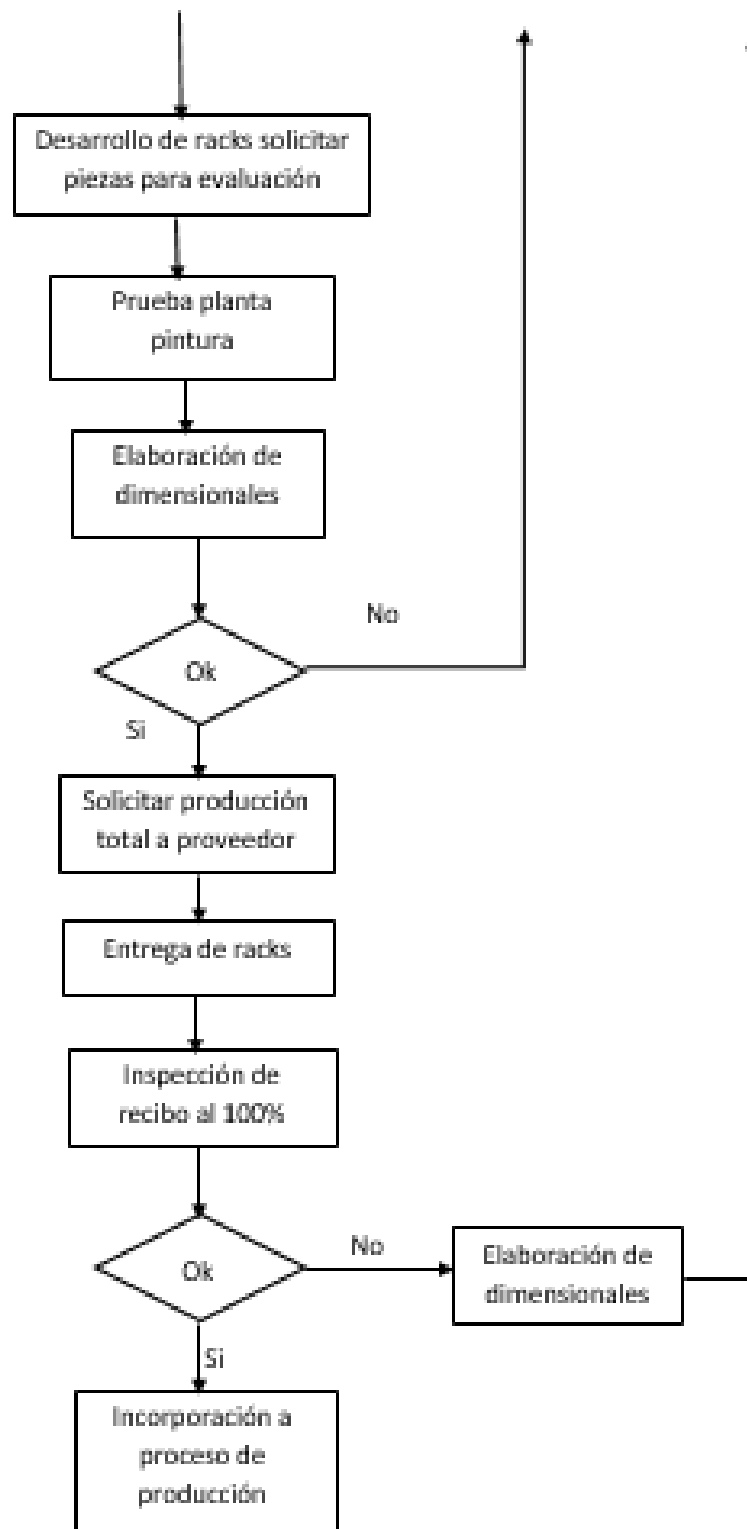 Desarrollo de racks solicitar
piezas para evaluación
Prueba planta
pintura
Elaboración de
dimensionales
No
Ok
Si
Solicitar producción
total a proveedor
Entrega de racks
Inspección de
recibo al 100%
No
Ok
Elaboración de
dimensionales
Si
Incorporación a
proceso de
producción